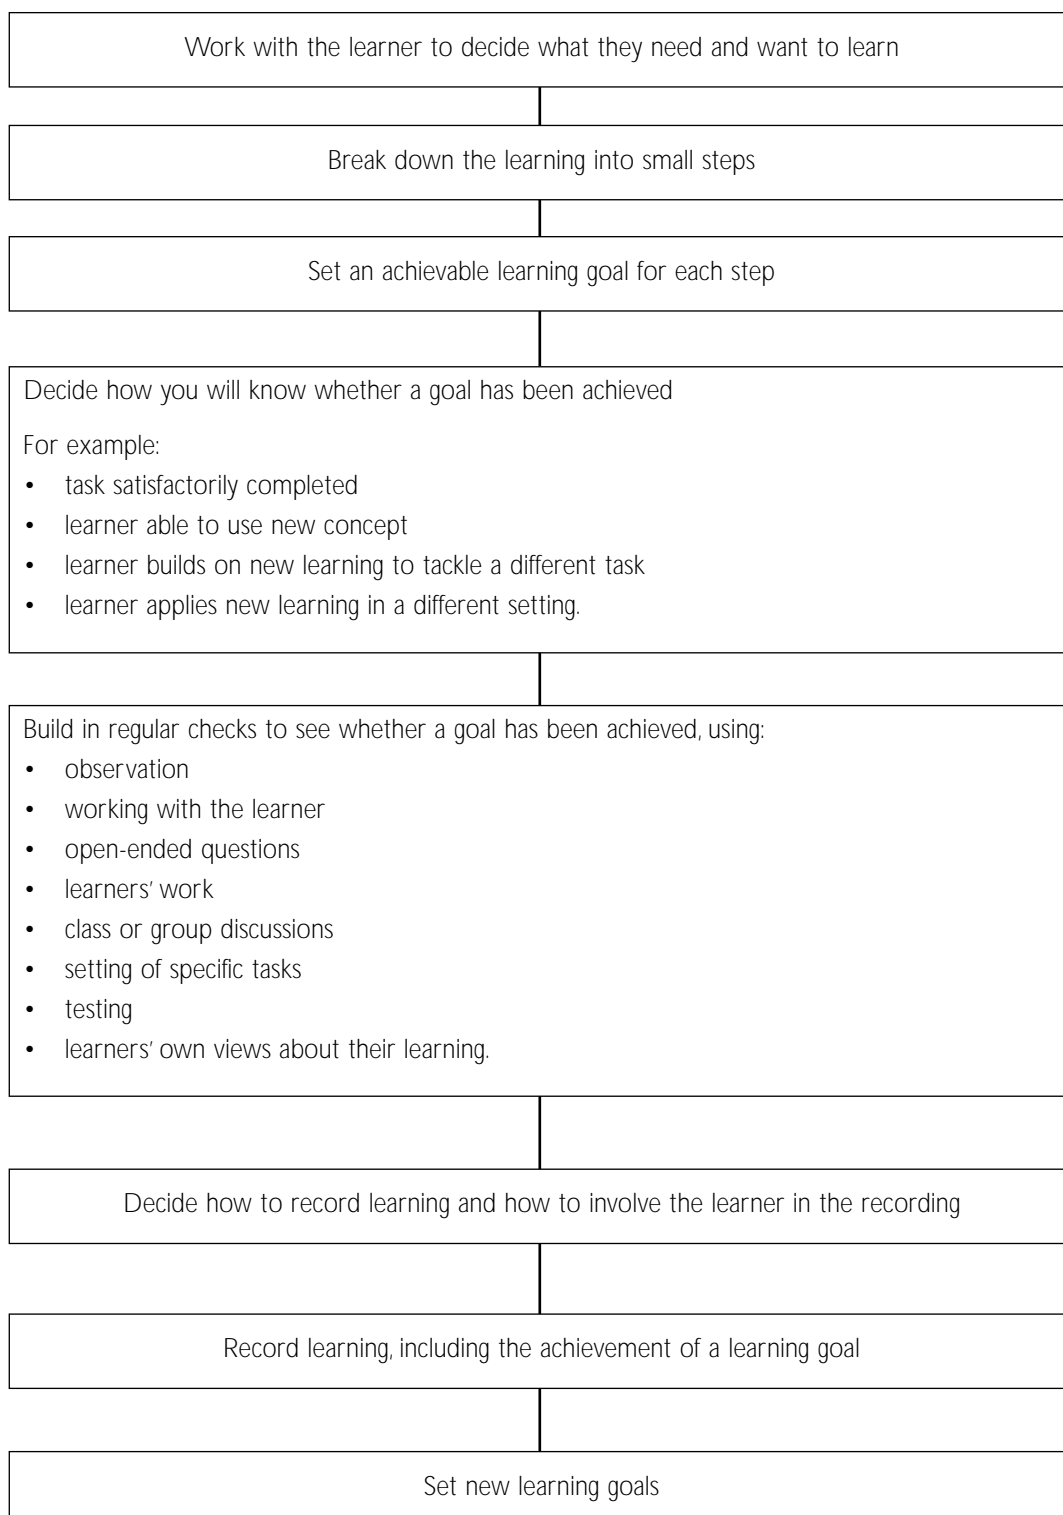 Work with the learner to decide what they need and want to learn
Break down the learning into small steps
Set an achievable learning goal for each step
Decide how you will know whether a goal has been achieved
For example:
• task satisfactorily completed
• learner able to use new concept
• learner builds on new learning to tackle a different task
• learner applies new learning in a different setting.
Build in regular checks to see whether a goal has been achieved, using:
• observation
• working with the learner
• open-ended questions
• learners' work
• class or group discussions
• setting of specific tasks
• testing
• learners' own views about their learning.
Decide how to record learning and how to involve the learner in the recording
Record learning, including the achievement of a learning goal
Set new learning goals